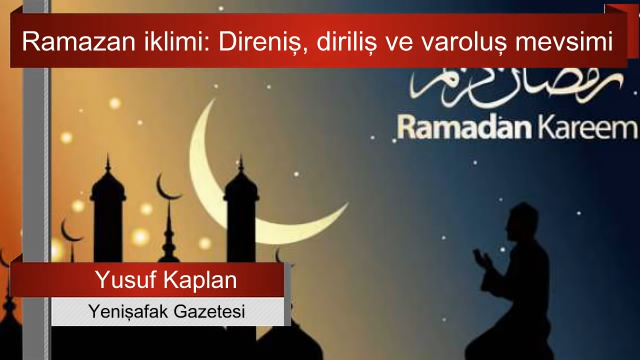 Ramazan iklimi: Direniş, diriliş ve varoluş mevsimi
رمضان كريم
Ramadan Kareem
Yusuf Kaplan
Yenişafak Gazetesi